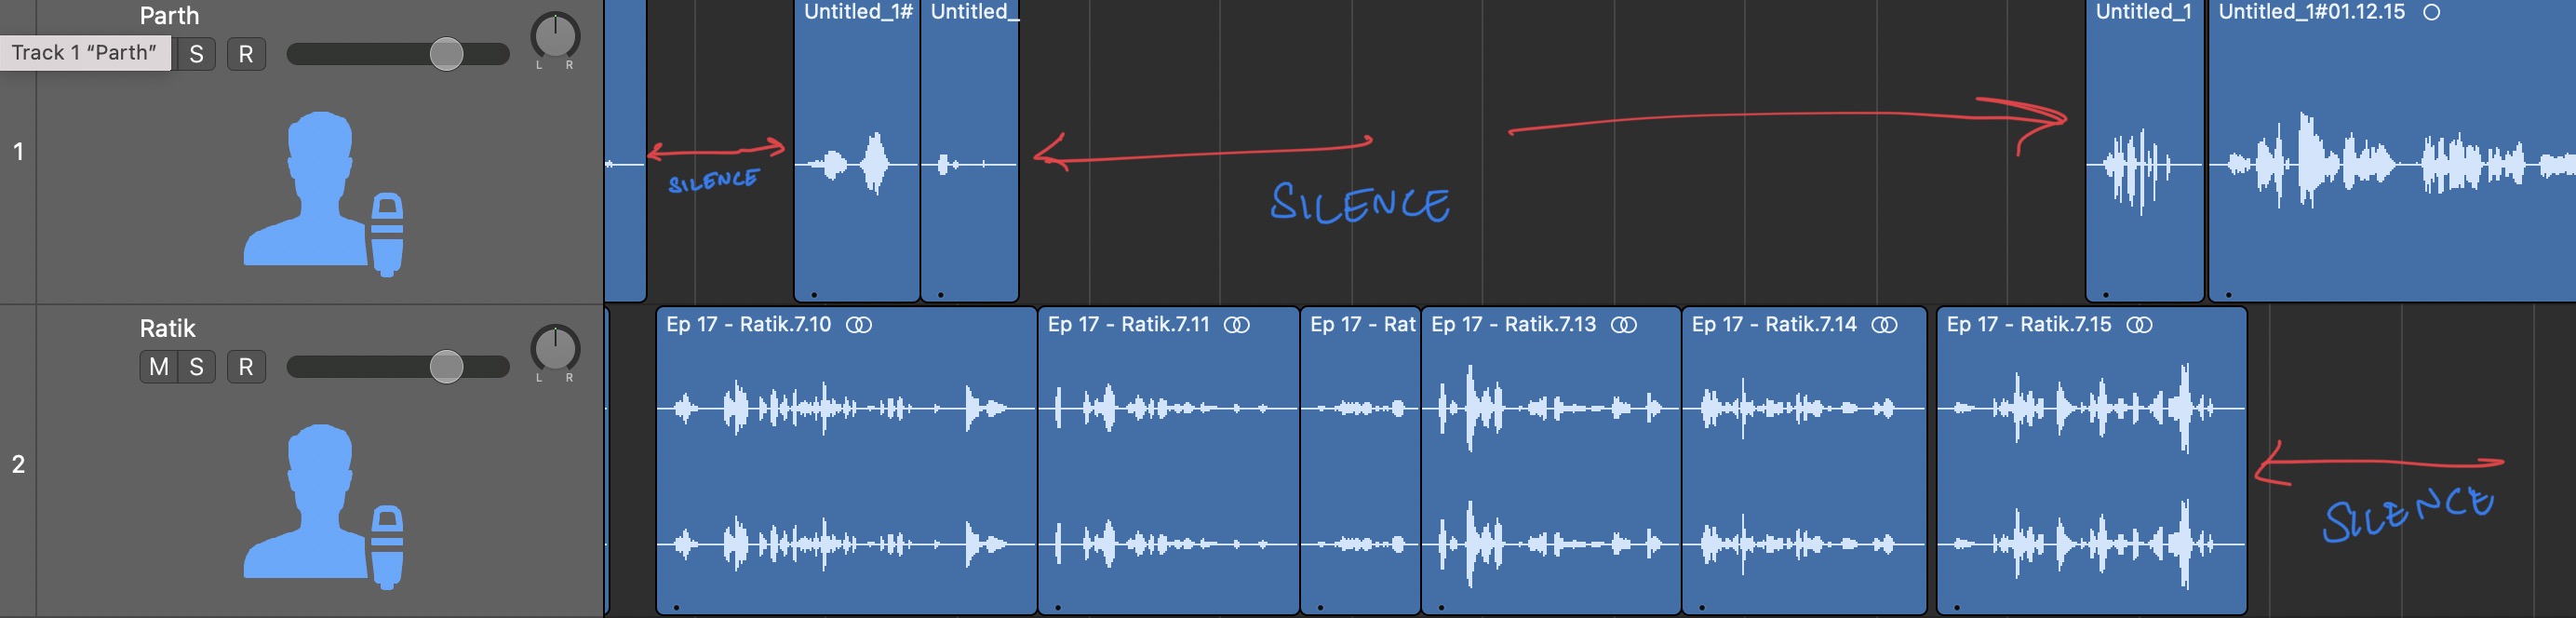 Parth
Track 1 “Parth” S R
L R
1
Untitled_1# Untitled_ Untitled_1 Untitled_1#01.12.15
SILENCE
SILENCE
Ratik
M S R
L R
2
Ep 17 - Ratik.7.10 Ep 17 - Ratik.7.11 Ep 17 - Rat Ep 17 - Ratik.7.13 Ep 17 - Ratik.7.14 Ep 17 - Ratik.7.15
SILENCE